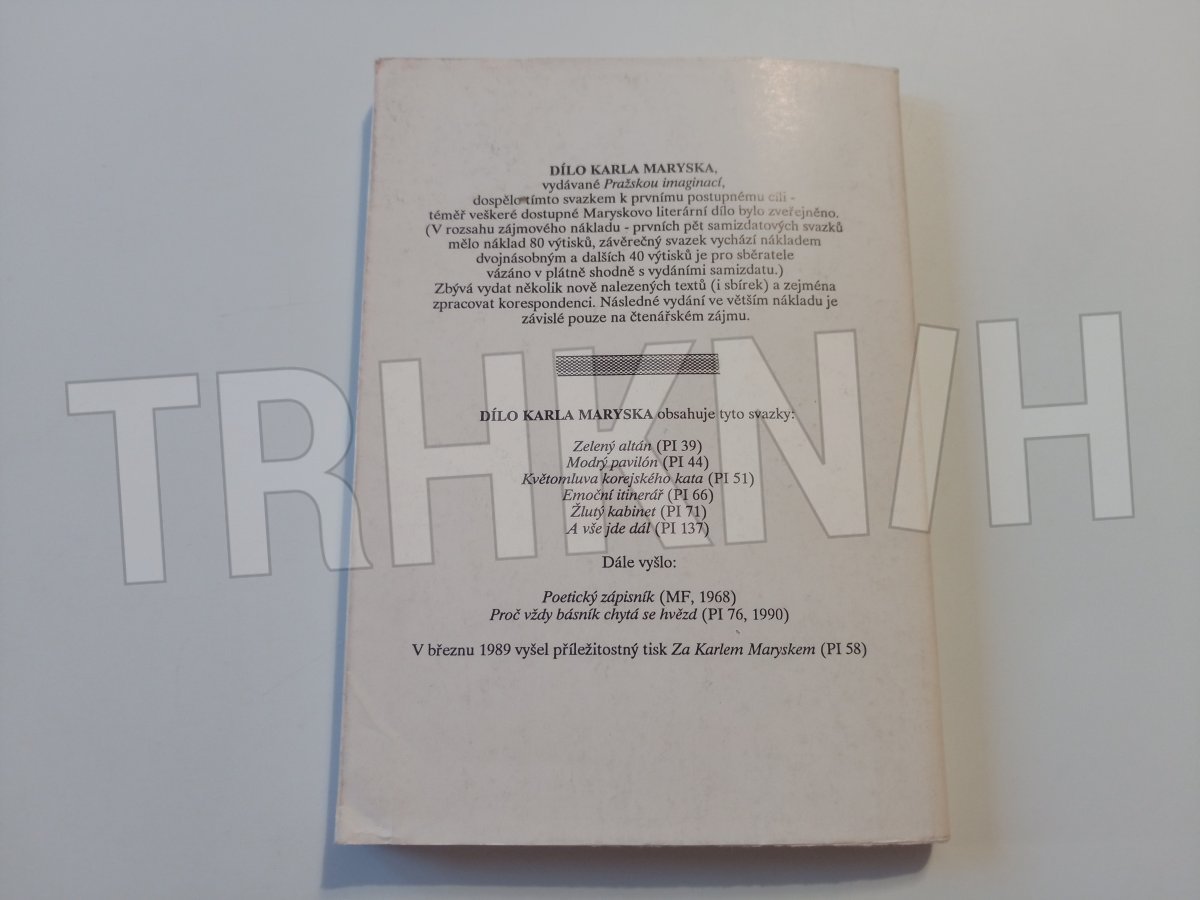 DÍLO KARLA MARYSKA,
vydávané Pražskou imaginací,
dospělo tímto svazkem k prvnímu postupnému cíli -
téměř veškeré dostupné Maryskovo literární dílo bylo zveřejněno.
(V rozsahu zájmového nákladu - prvních pět samizdatových svazků
mělo náklad 80 výtisků, závěrečný svazek vychází nákladem
dvojnásobným a dalších 40 výtisků je pro sběratele
vázáno v plátně shodně s vydáními samizdatu.)
Zbývá vydat několik nově nalezených textů (i sbírek) a zejména
zpracovat korespondenci. Následné vydání ve větším nákladu je
závislé pouze na čtenářském zájmu.
DÍLO KARLA MARYSKA obsahuje tyto svazky:
Zelený altán (PI 39)
Modrý pavilón (PI 44)
Květomluva korejského kata (PI 51)
Emoční itinerář (PI 66)
Žlutý kabinet (PI 71)
A vše jde dál (PI 137)
Dále vyšlo:
Poetický zápisník (MF, 1968)
Proč vždy básník chytá se hvězd (PI 76, 1990)
V březnu 1989 vyšel příležitostný tisk Za Karlem Maryskem (PI 58)
TRHKNIH